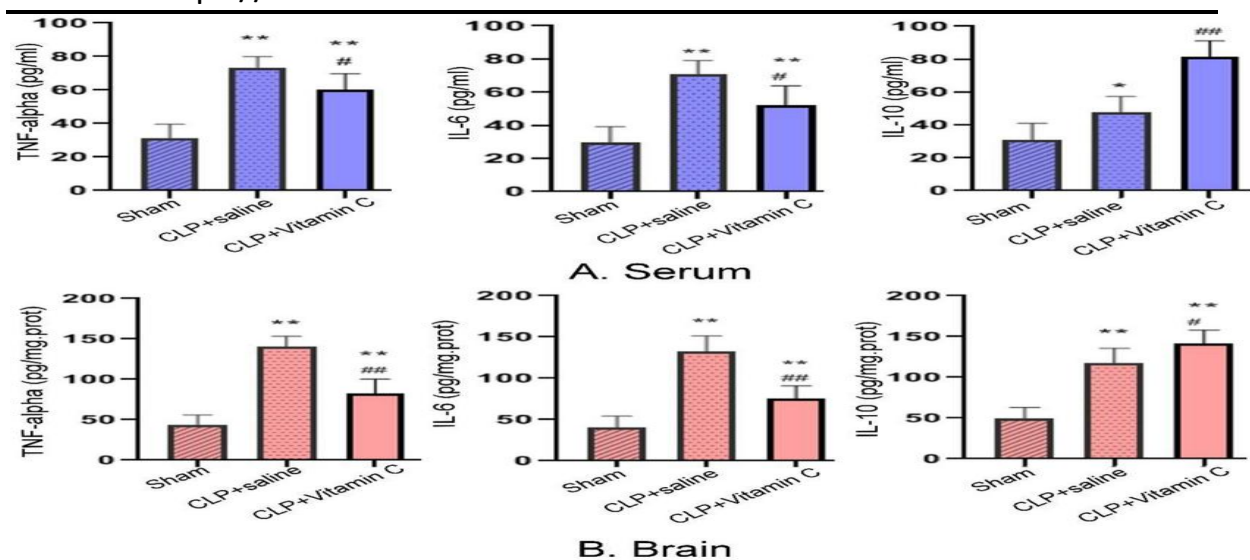 TNF-alpha (pg/ml)
100
80
60
40
20
0
**
**
#
Sham
CLP+saline
CLP+Vitamin C
IL-6 (pg/ml)
100
80
60
40
20
0
**
**
#
Sham
CLP+saline
CLP+Vitamin C
IL-10 (pg/ml)
100
80
60
40
20
0
*
##
Sham
CLP+saline
CLP+Vitamin C
A. Serum
TNF-alpha (pg/mg.prot)
200
150
100
50
0
**
**
##
Sham
CLP+saline
CLP+Vitamin C
IL-6 (pg/mg.prot)
200
150
100
50
0
**
**
##
Sham
CLP+saline
CLP+Vitamin C
IL-10 (pg/mg.prot)
200
150
100
50
0
**
**
#
Sham
CLP+saline
CLP+Vitamin C
B. Brain